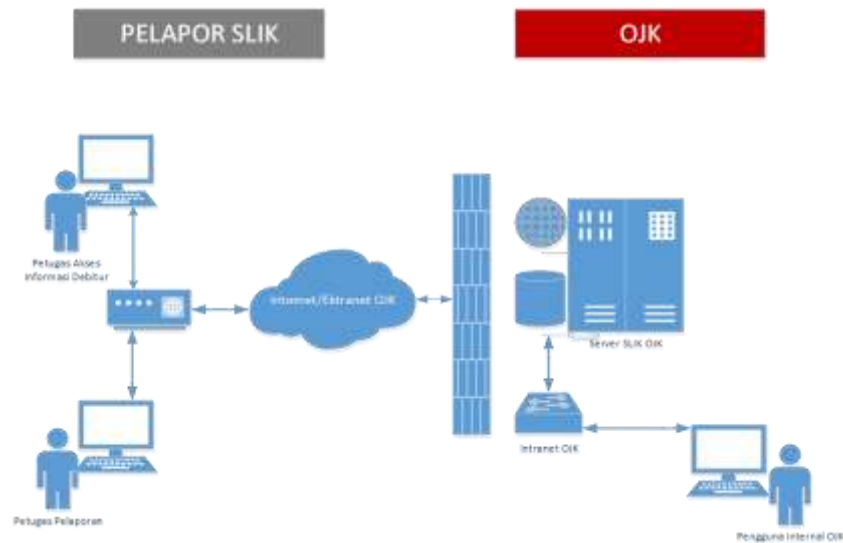 PELAPOR SLIK
OJK
Petugas Akses
Informasi Debitur
Internet/Ektranet OJK
Server SLIK OJK
Intranet OJK
Petugas Pelaporan
Pengguna Internal OJK